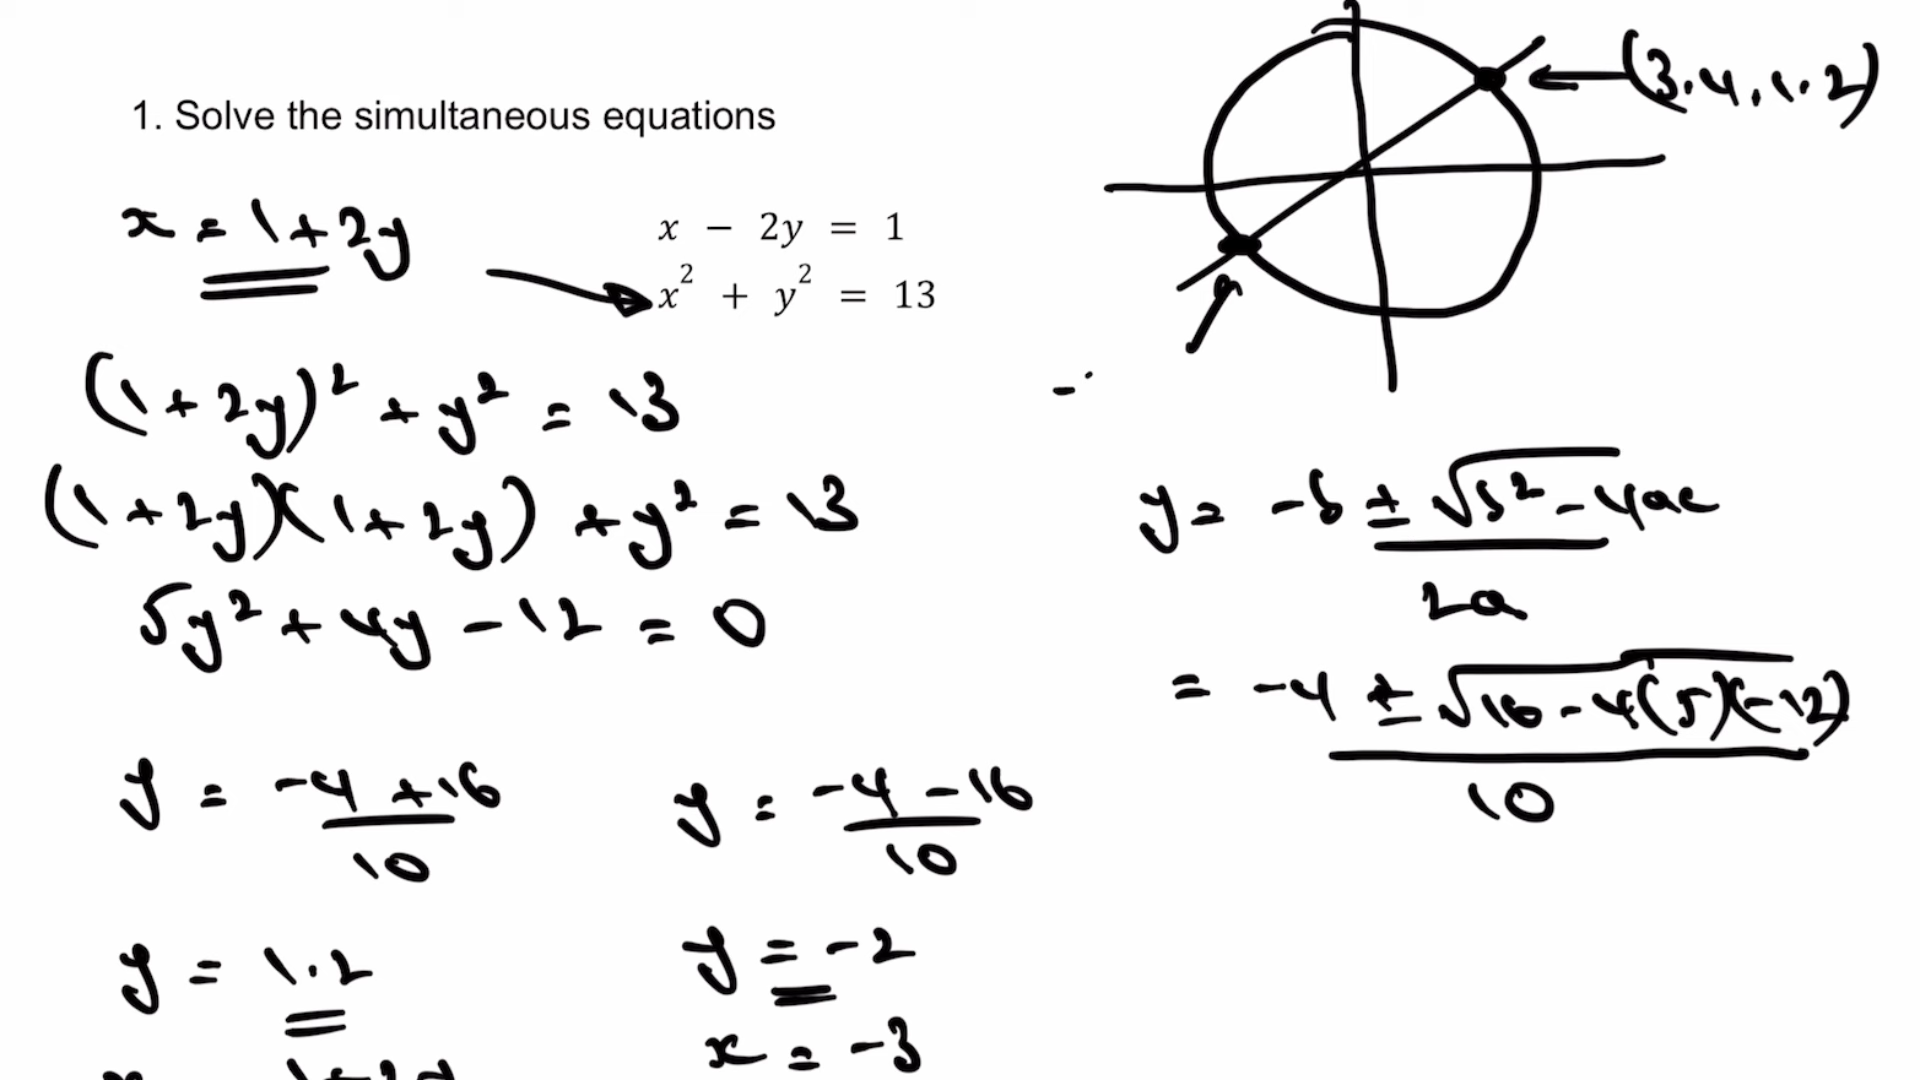 1. Solve the simultaneous equations
x = 1 + 2y
x − 2y = 1
x² + y² = 13
(1 + 2y)² + y² = 13
(1 + 2y)(1 + 2y) + y² = 13
5y² + 4y − 12 = 0
y = (-4 + 16)/10
y = 1.2
y = (-4 - 16)/10
y = -2
x = -3
(3.4, 1.2)
y = (-b ± √(b² - 4ac))/2a
= (-4 ± √(16 - 4(5)(-12)))/10